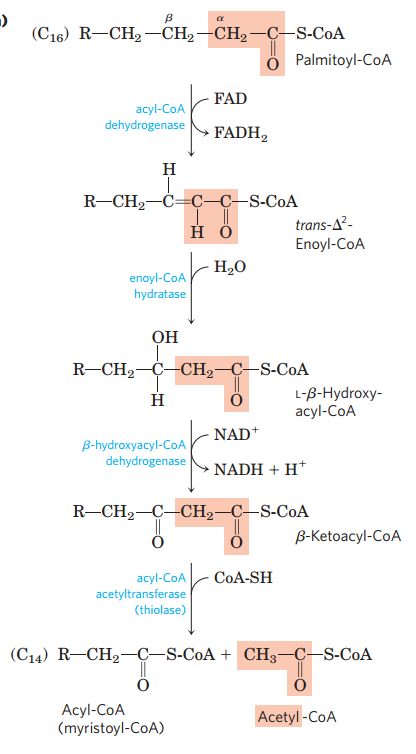 )
β α
(C₁₆) R—CH₂—CH₂—CH₂—C—S-CoA
O Palmitoyl-CoA
FAD
acyl-CoA
dehydrogenase
FADH₂
H
R—CH₂—C=C—C—S-CoA
H O
trans-Δ²-
Enoyl-CoA
H₂O
enoyl-CoA
hydratase
OH
R—CH₂—C—CH₂—C—S-CoA
H O
L-β-Hydroxy-
acyl-CoA
NAD⁺
β-hydroxyacyl-CoA
dehydrogenase
NADH + H⁺
R—CH₂—C—CH₂—C—S-CoA
O O
β-Ketoacyl-CoA
CoA-SH
acyl-CoA
acetyltransferase
(thiolase)
(C₁₄) R—CH₂—C—S-CoA + CH₃—C—S-CoA
O O
Acyl-CoA
(myristoyl-CoA)
Acetyl-CoA